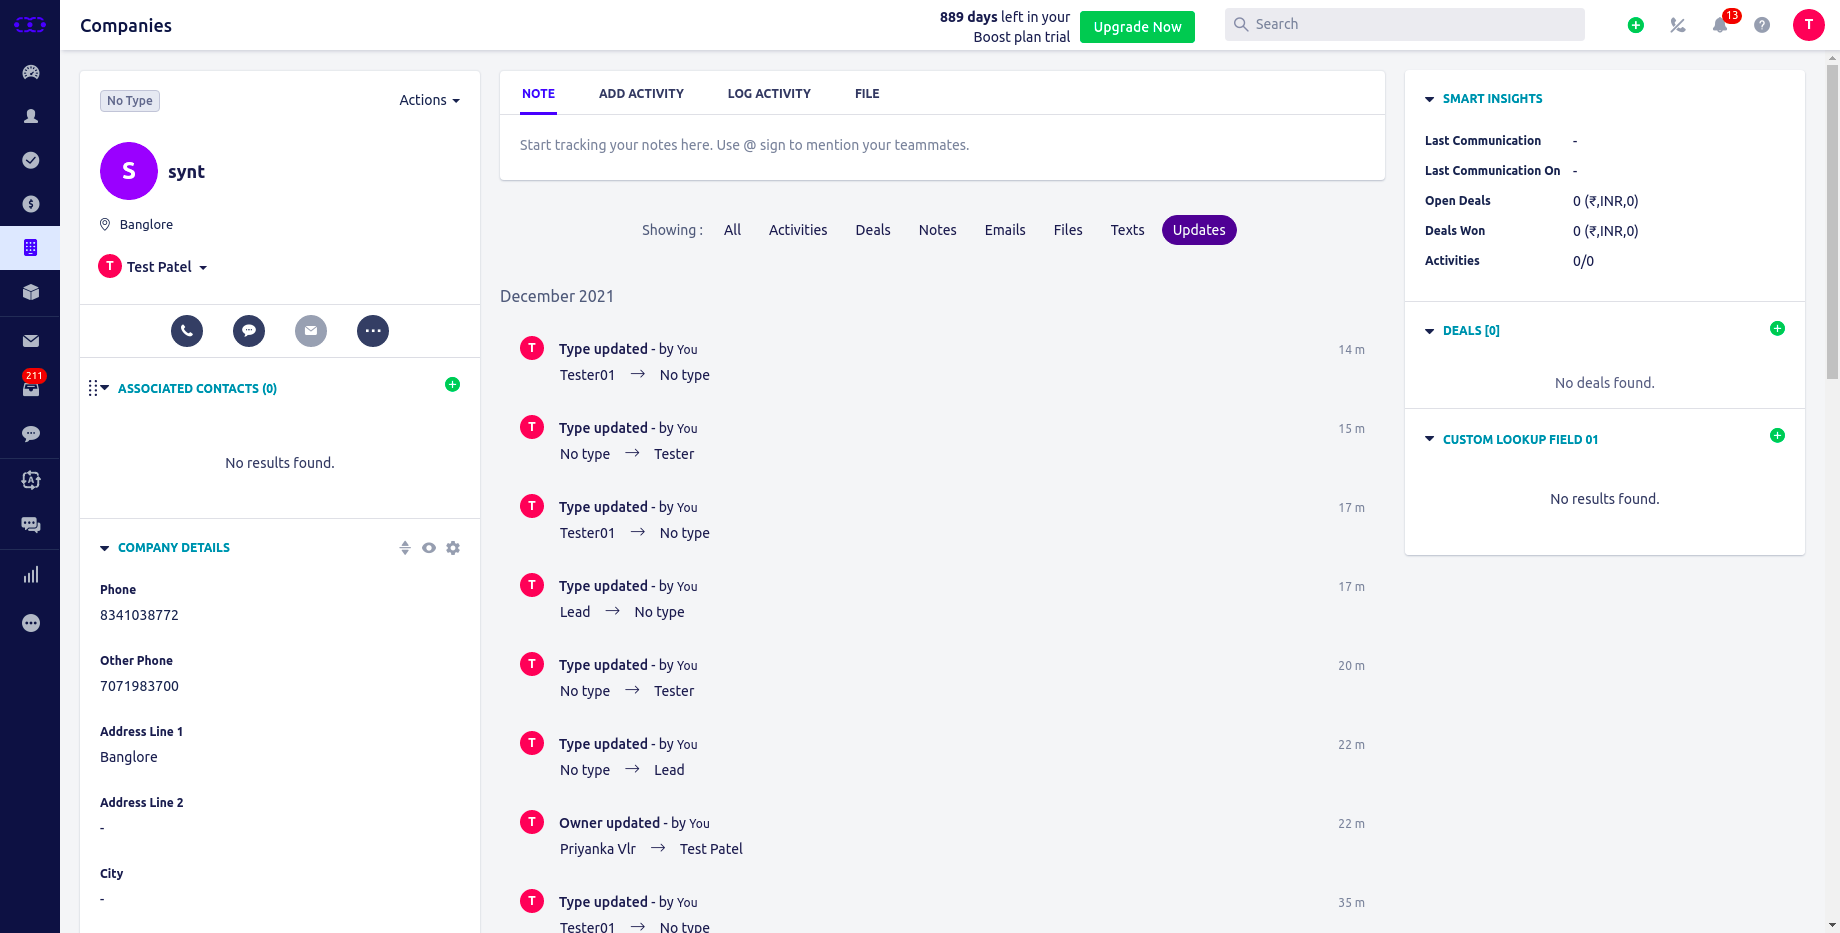 Companies
889 days left in your
Boost plan trial
Upgrade Now
Search
13
T
211
No Type
Actions
S
synt
Banglore
T
Test Patel
ASSOCIATED CONTACTS (0)
No results found.
COMPANY DETAILS
Phone
8341038772
Other Phone
7071983700
Address Line 1
Banglore
Address Line 2
-
City
-
NOTE ADD ACTIVITY LOG ACTIVITY FILE
Start tracking your notes here. Use @ sign to mention your teammates.
Showing : All Activities Deals Notes Emails Files Texts Updates
December 2021
T Type updated - by You 14 m
Tester01 → No type
T Type updated - by You 15 m
No type → Tester
T Type updated - by You 17 m
Tester01 → No type
T Type updated - by You 17 m
Lead → No type
T Type updated - by You 20 m
No type → Tester
T Type updated - by You 22 m
No type → Lead
T Owner updated - by You 22 m
Priyanka Vlr → Test Patel
T Type updated - by You 35 m
Tester01 → No type
SMART INSIGHTS
Last Communication -
Last Communication On -
Open Deals 0 (₹,INR,0)
Deals Won 0 (₹,INR,0)
Activities 0/0
DEALS [0]
No deals found.
CUSTOM LOOKUP FIELD 01
No results found.